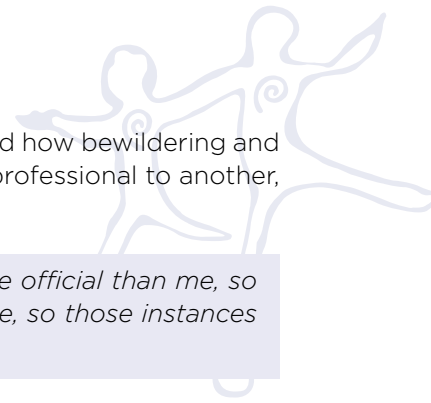 d how bewildering and
professional to another,
e official than me, so
e, so those instances